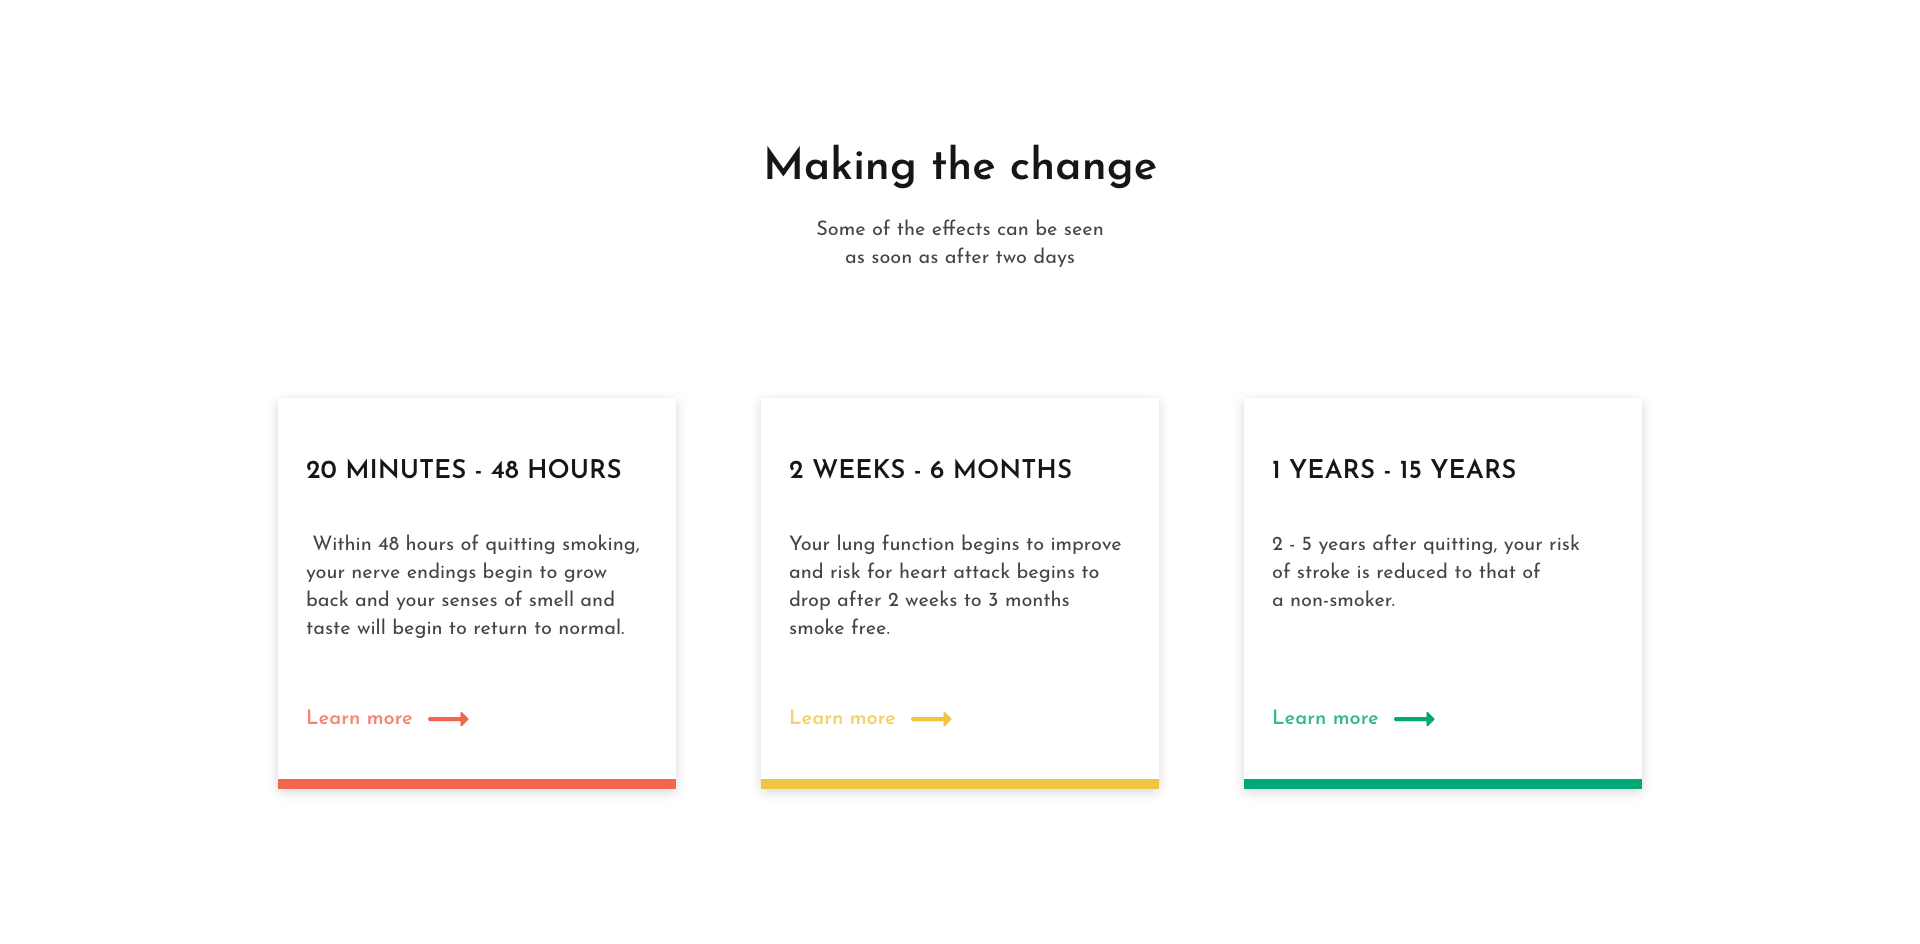 Making the change
Some of the effects can be seen
as soon as after two days
20 MINUTES - 48 HOURS
Within 48 hours of quitting smoking,
your nerve endings begin to grow
back and your senses of smell and
taste will begin to return to normal.
Learn more
2 WEEKS - 6 MONTHS
Your lung function begins to improve
and risk for heart attack begins to
drop after 2 weeks to 3 months
smoke free.
Learn more
1 YEARS - 15 YEARS
2 - 5 years after quitting, your risk
of stroke is reduced to that of
a non-smoker.
Learn more